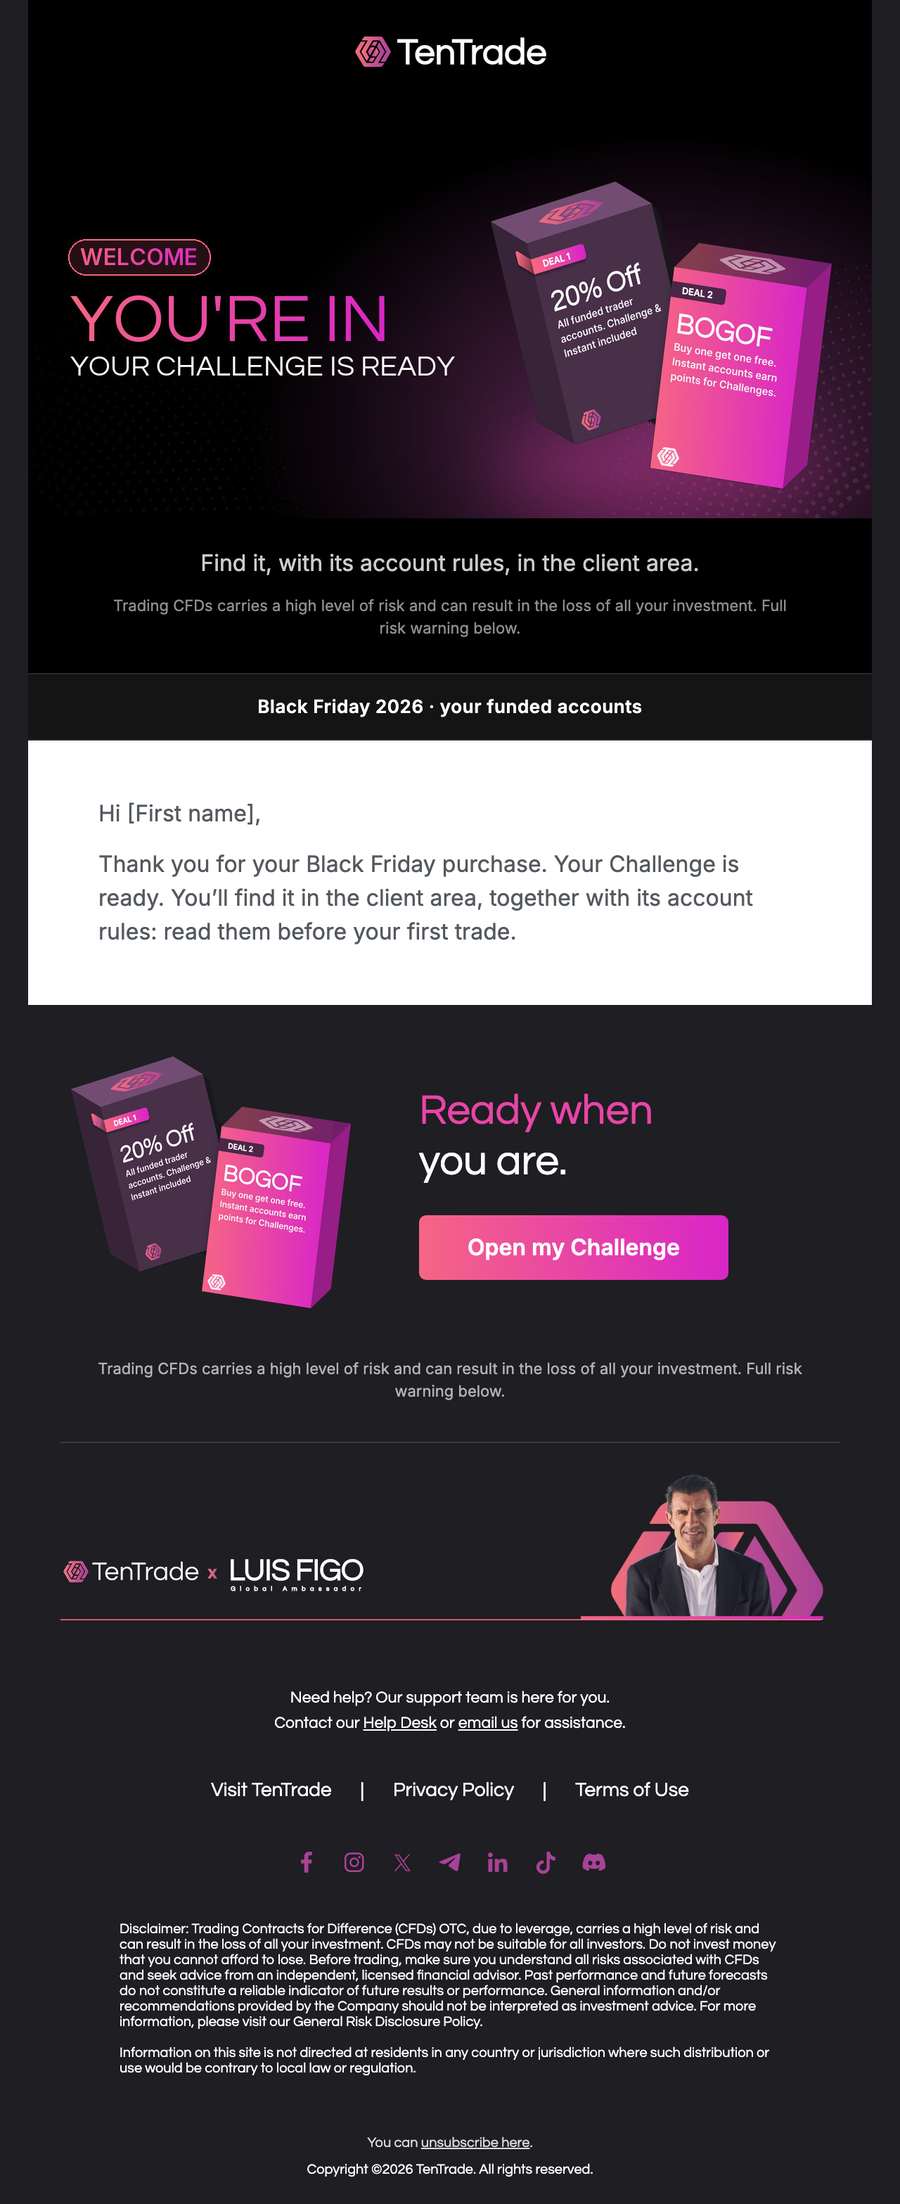 TenTrade
WELCOME
YOU'RE IN
YOUR CHALLENGE IS READY
DEAL 1
20% Off
All funded trader
accounts. Challenge &
Instant included
DEAL 2
BOGOF
Buy one get one free.
Instant accounts earn
points for Challenges.
Find it, with its account rules, in the client area.
Trading CFDs carries a high level of risk and can result in the loss of all your investment. Full
risk warning below.
Black Friday 2026 · your funded accounts
Hi [First name],
Thank you for your Black Friday purchase. Your Challenge is
ready. You’ll find it in the client area, together with its account
rules: read them before your first trade.
DEAL 1
20% Off
All funded trader
accounts. Challenge &
Instant included
DEAL 2
BOGOF
Buy one get one free.
Instant accounts earn
points for Challenges.
Ready when
you are.
Open my Challenge
Trading CFDs carries a high level of risk and can result in the loss of all your investment. Full risk
warning below.
TenTrade x LUIS FIGO
Global Ambassador
Need help? Our support team is here for you.
Contact our Help Desk or email us for assistance.
Visit TenTrade | Privacy Policy | Terms of Use
Disclaimer: Trading Contracts for Difference (CFDs) OTC, due to leverage, carries a high level of risk and
can result in the loss of all your investment. CFDs may not be suitable for all investors. Do not invest money
that you cannot afford to lose. Before trading, make sure you understand all risks associated with CFDs
and seek advice from an independent, licensed financial advisor. Past performance and future forecasts
do not constitute a reliable indicator of future results or performance. General information and/or
recommendations provided by the Company should not be interpreted as investment advice. For more
information, please visit our General Risk Disclosure Policy.
Information on this site is not directed at residents in any country or jurisdiction where such distribution or
use would be contrary to local law or regulation.
You can unsubscribe here.
Copyright ©2026 TenTrade. All rights reserved.